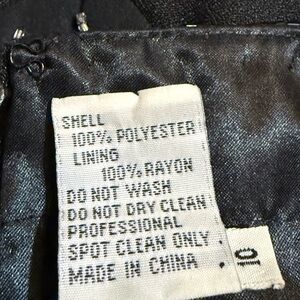 SHELL
100% POLYESTER
LINING
100% RAYON
DO NOT WASH
DO NOT DRY CLEAN
PROFESSIONAL
SPOT CLEAN ONLY
MADE IN CHINA
10